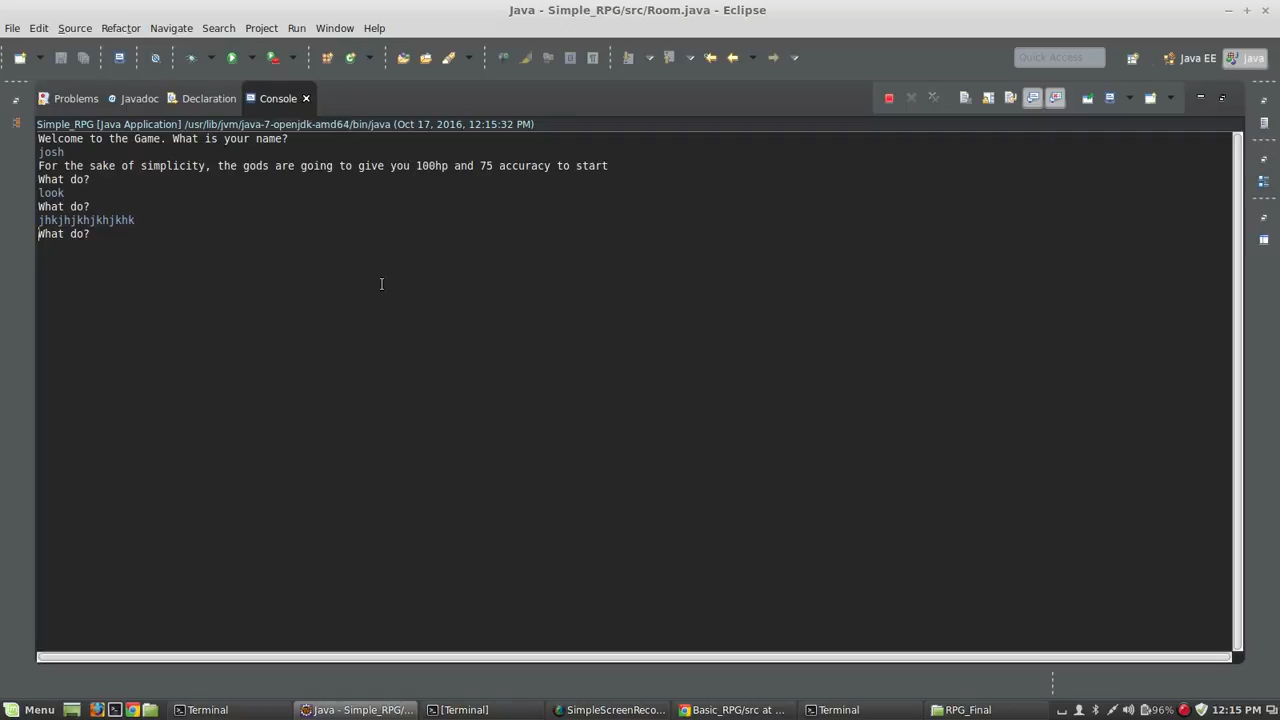 Java - Simple_RPG/src/Room.java - Eclipse
File Edit Source Refactor Navigate Search Project Run Window Help
Quick Access
Java EE
Java
Problems Javadoc Declaration Console
Simple_RPG [Java Application] /usr/lib/jvm/java-7-openjdk-amd64/bin/java (Oct 17, 2016, 12:15:32 PM)
Welcome to the Game. What is your name?
josh
For the sake of simplicity, the gods are going to give you 100hp and 75 accuracy to start
What do?
look
What do?
jhkjhjkhjkhjkhk
What do?
Menu Terminal Java - Simple_RPG/... [Terminal] SimpleScreenReco... Basic_RPG/src at ... Terminal RPG_Final 96% 12:15 PM